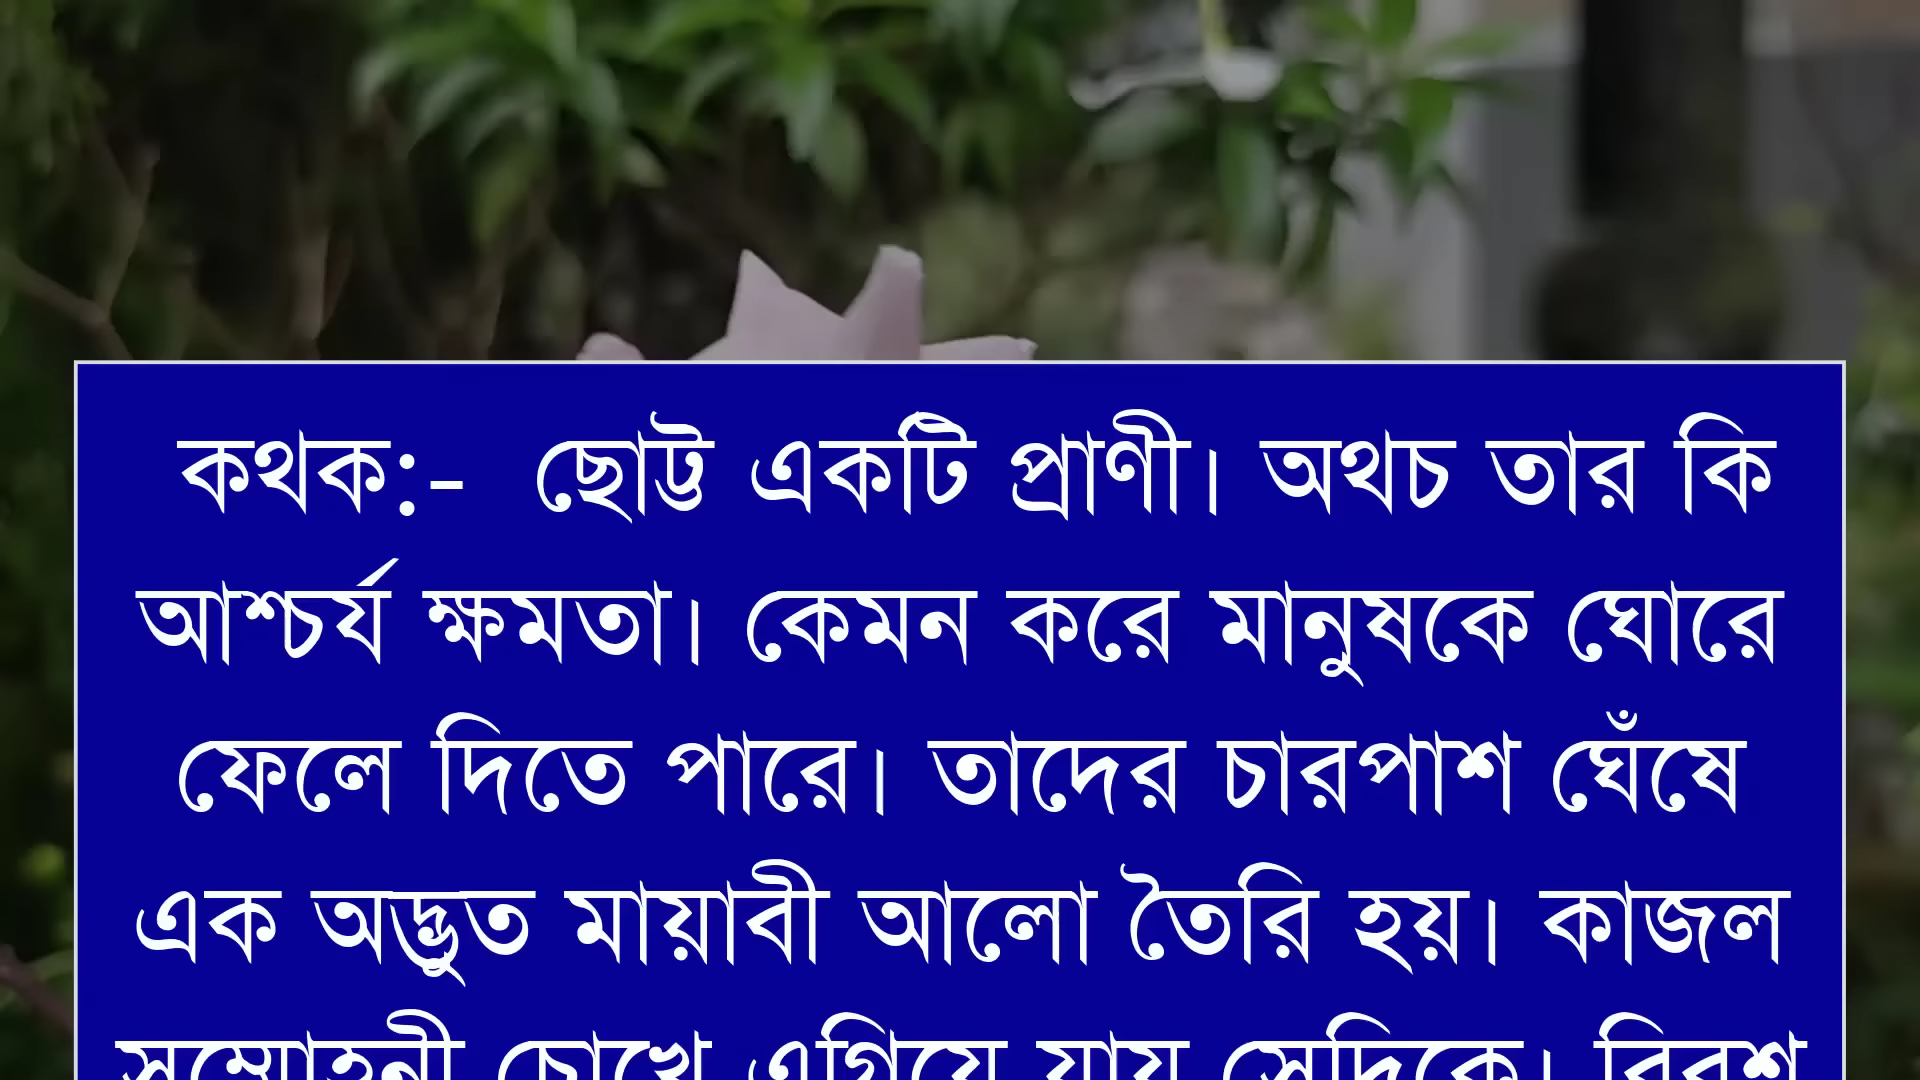 কথক:- ছোট্ট একটি প্রাণী। অথচ তার কি
আশ্চর্য ক্ষমতা। কেমন করে মানুষকে ঘোরে
ফেলে দিতে পারে। তাদের চারপাশ ঘেঁষে
এক অদ্ভুত মায়াবী আলো তৈরি হয়। কাজল
সম্মোহনী চোখে এগিয়ে যায় সেদিকে। বিবশ